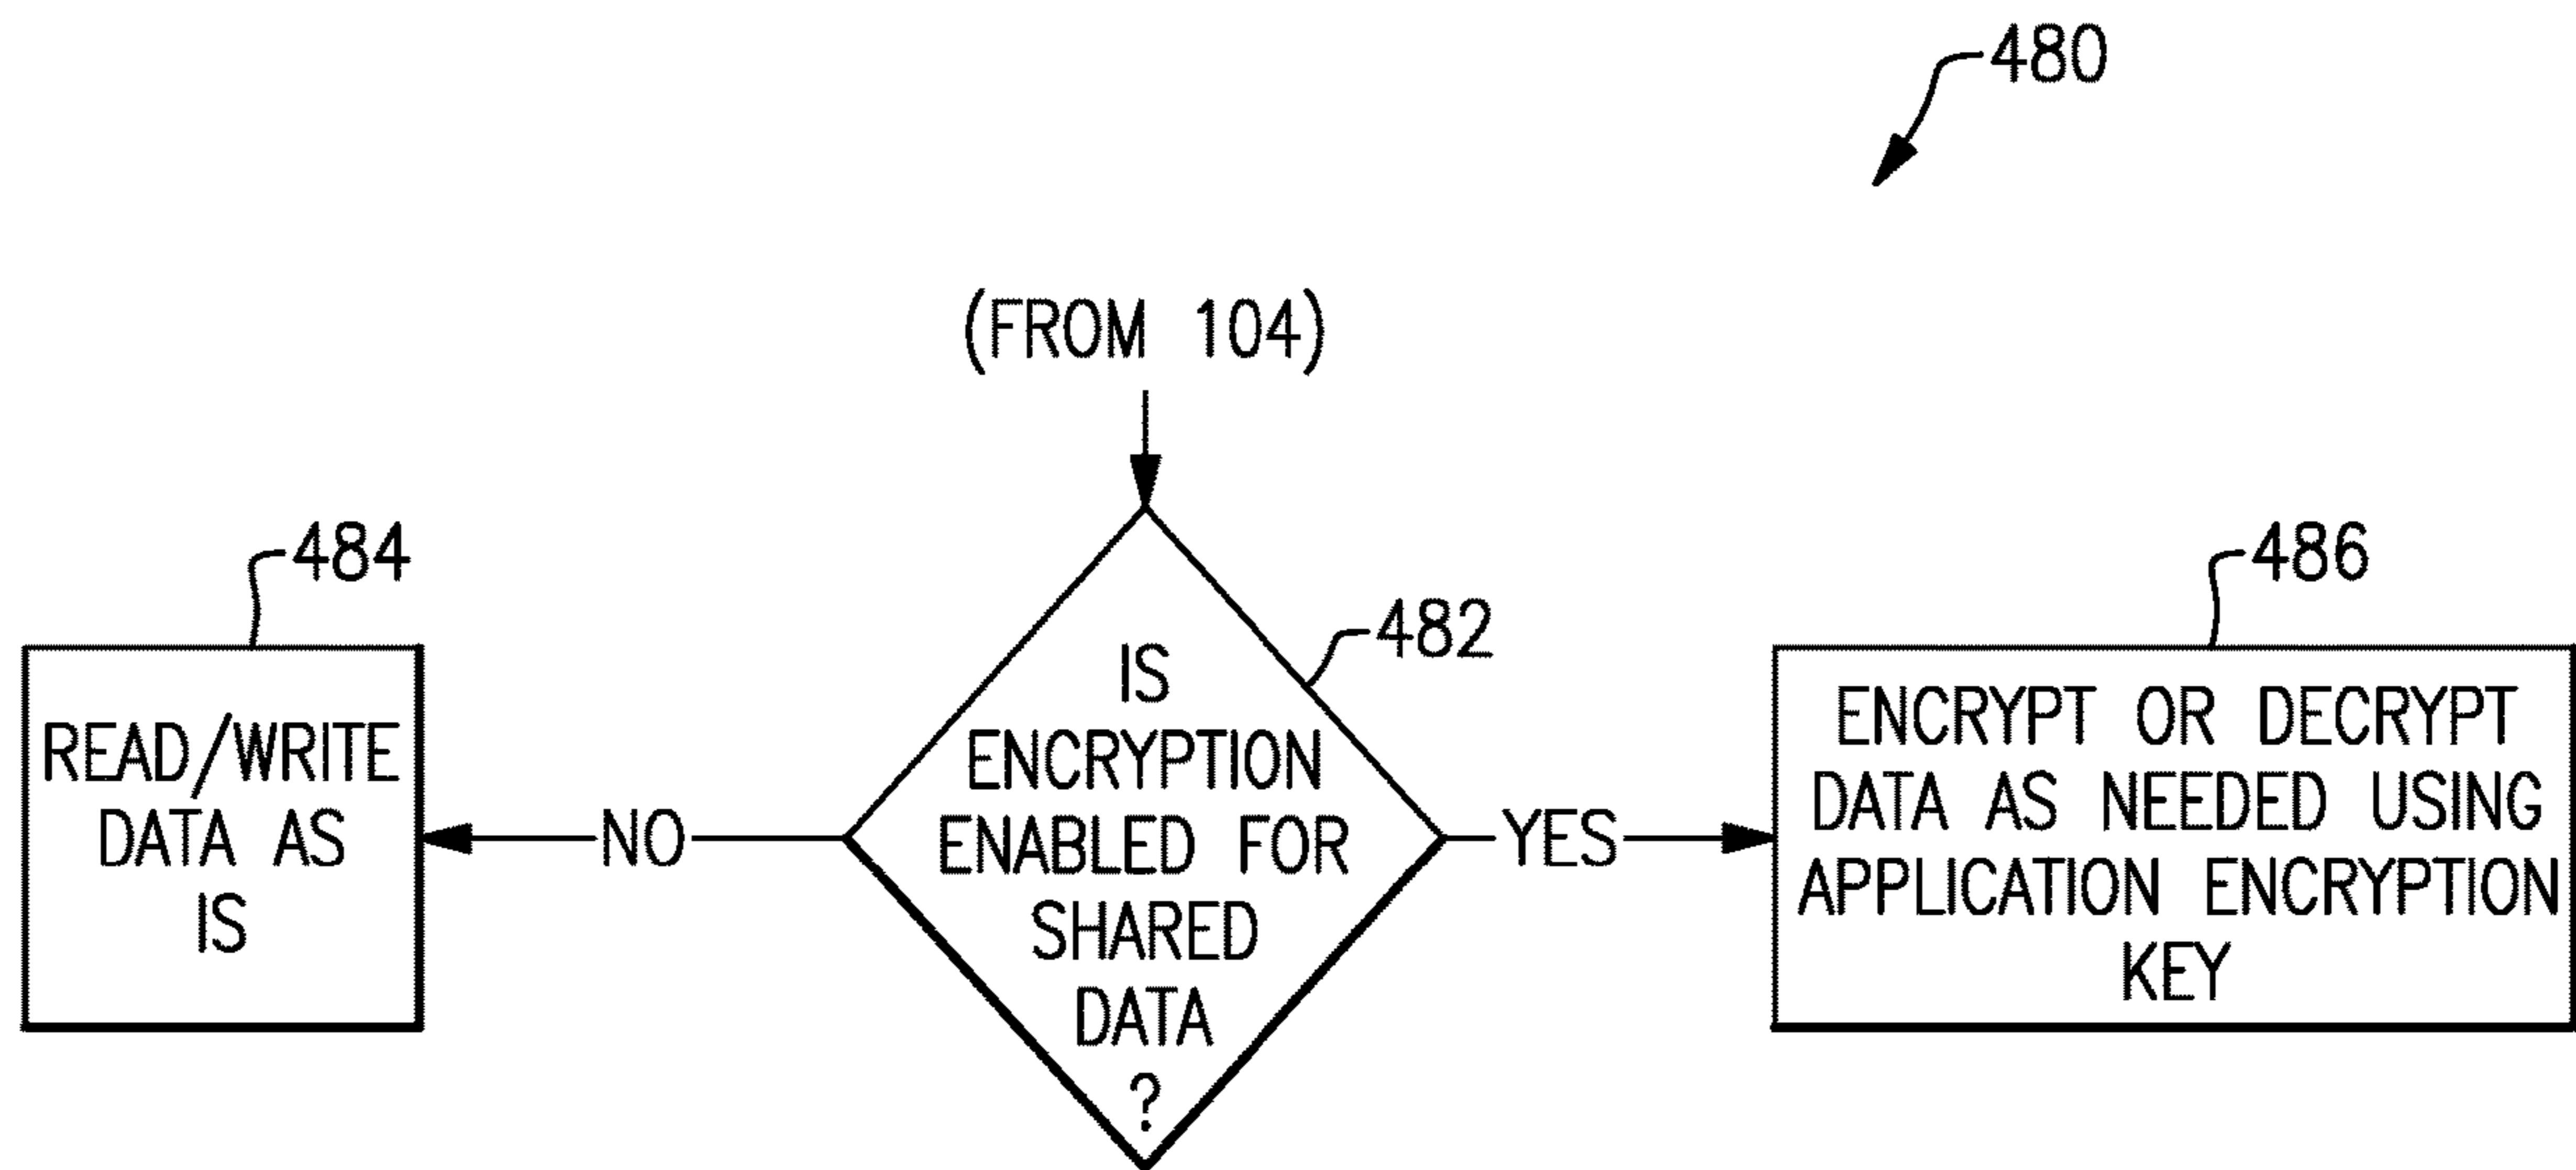 480
(FROM 104)
484
READ/WRITE
DATA AS
IS
NO
482
IS
ENCRYPTION
ENABLED FOR
SHARED
DATA
?
YES
486
ENCRYPT OR DECRYPT
DATA AS NEEDED USING
APPLICATION ENCRYPTION
KEY